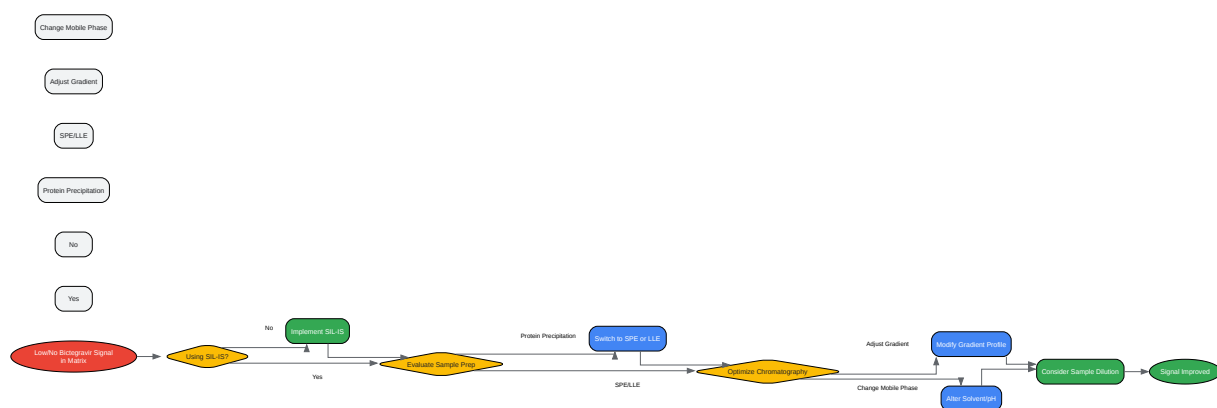 Change Mobile Phase
Adjust Gradient
SPE/LLE
Protein Precipitation
No
Yes
Low/No Bictegravir Signal
in Matrix
Using SIL-IS?
No
Yes
Implement SIL-IS
Evaluate Sample Prep
Protein Precipitation
SPE/LLE
Switch to SPE or LLE
Optimize Chromatography
Adjust Gradient
Change Mobile Phase
Modify Gradient Profile
Alter Solvent/pH
Consider Sample Dilution
Signal Improved